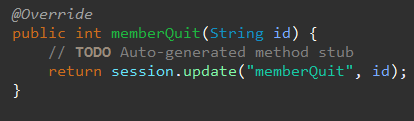 @Override
public int memberQuit(String id) {
    // TODO Auto-generated method stub
    return session.update("memberQuit", id);
}